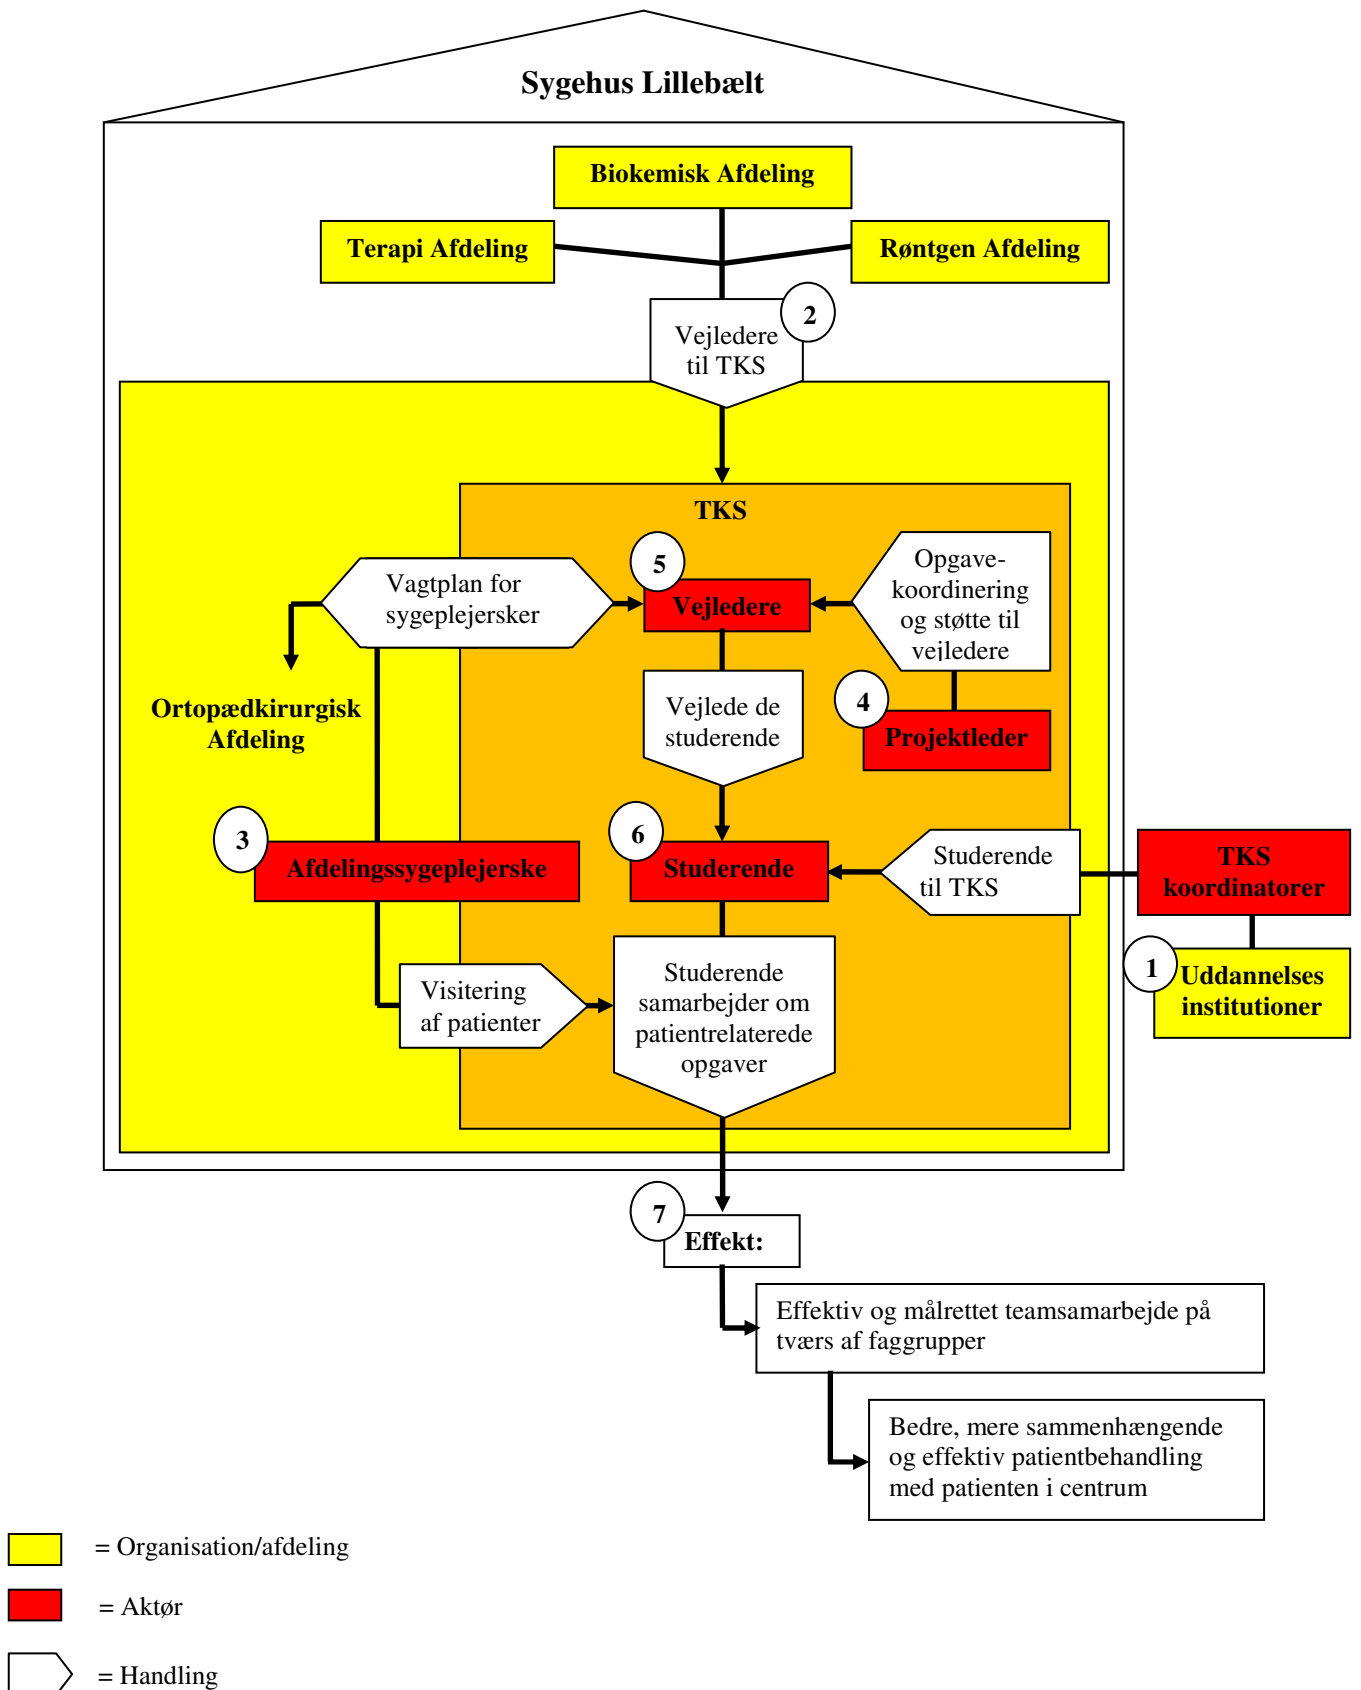 Sygehus Lillebælt
Biokemisk Afdeling
Terapi Afdeling
Røntgen Afdeling
2
Vejledere
til TKS
TKS
5
Vejledere
Vagtplan for
sygeplejersker
Opgave-
koordinering
og støtte til
vejledere
4
Projektleder
Ortopædkirurgisk
Afdeling
Vejlede de
studerende
3
Afdelingssygeplejerske
6
Studerende
Studerende
til TKS
TKS
koordinatorer
1
Uddannelses
institutioner
Visitering
af patienter
Studerende
samarbejder om
patientrelaterede
opgaver
7
Effekt:
Effektiv og målrettet teamsamarbejde på
tværs af faggrupper
Bedre, mere sammenhængende
og effektiv patientbehandling
med patienten i centrum
= Organisation/afdeling
= Aktør
= Handling